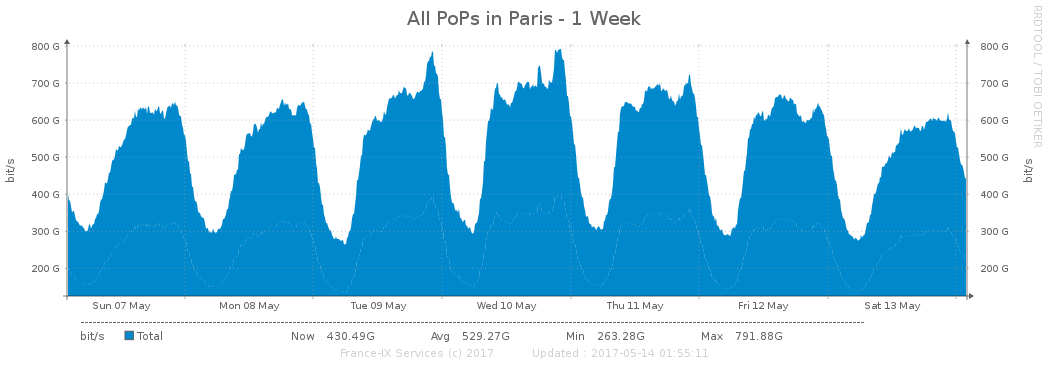 All PoPs in Paris - 1 Week
RRDTOOL / TOBI OETIKER
800 G 800 G
700 G 700 G
600 G 600 G
500 G 500 G
400 G 400 G
300 G 300 G
200 G 200 G
bit/s bit/s
Sun 07 May Mon 08 May Tue 09 May Wed 10 May Thu 11 May Fri 12 May Sat 13 May
bit/s Total Now 430.49G Avg 529.27G Min 263.28G Max 791.88G
France-IX Services (c) 2017 Updated : 2017-05-14 01:55:11